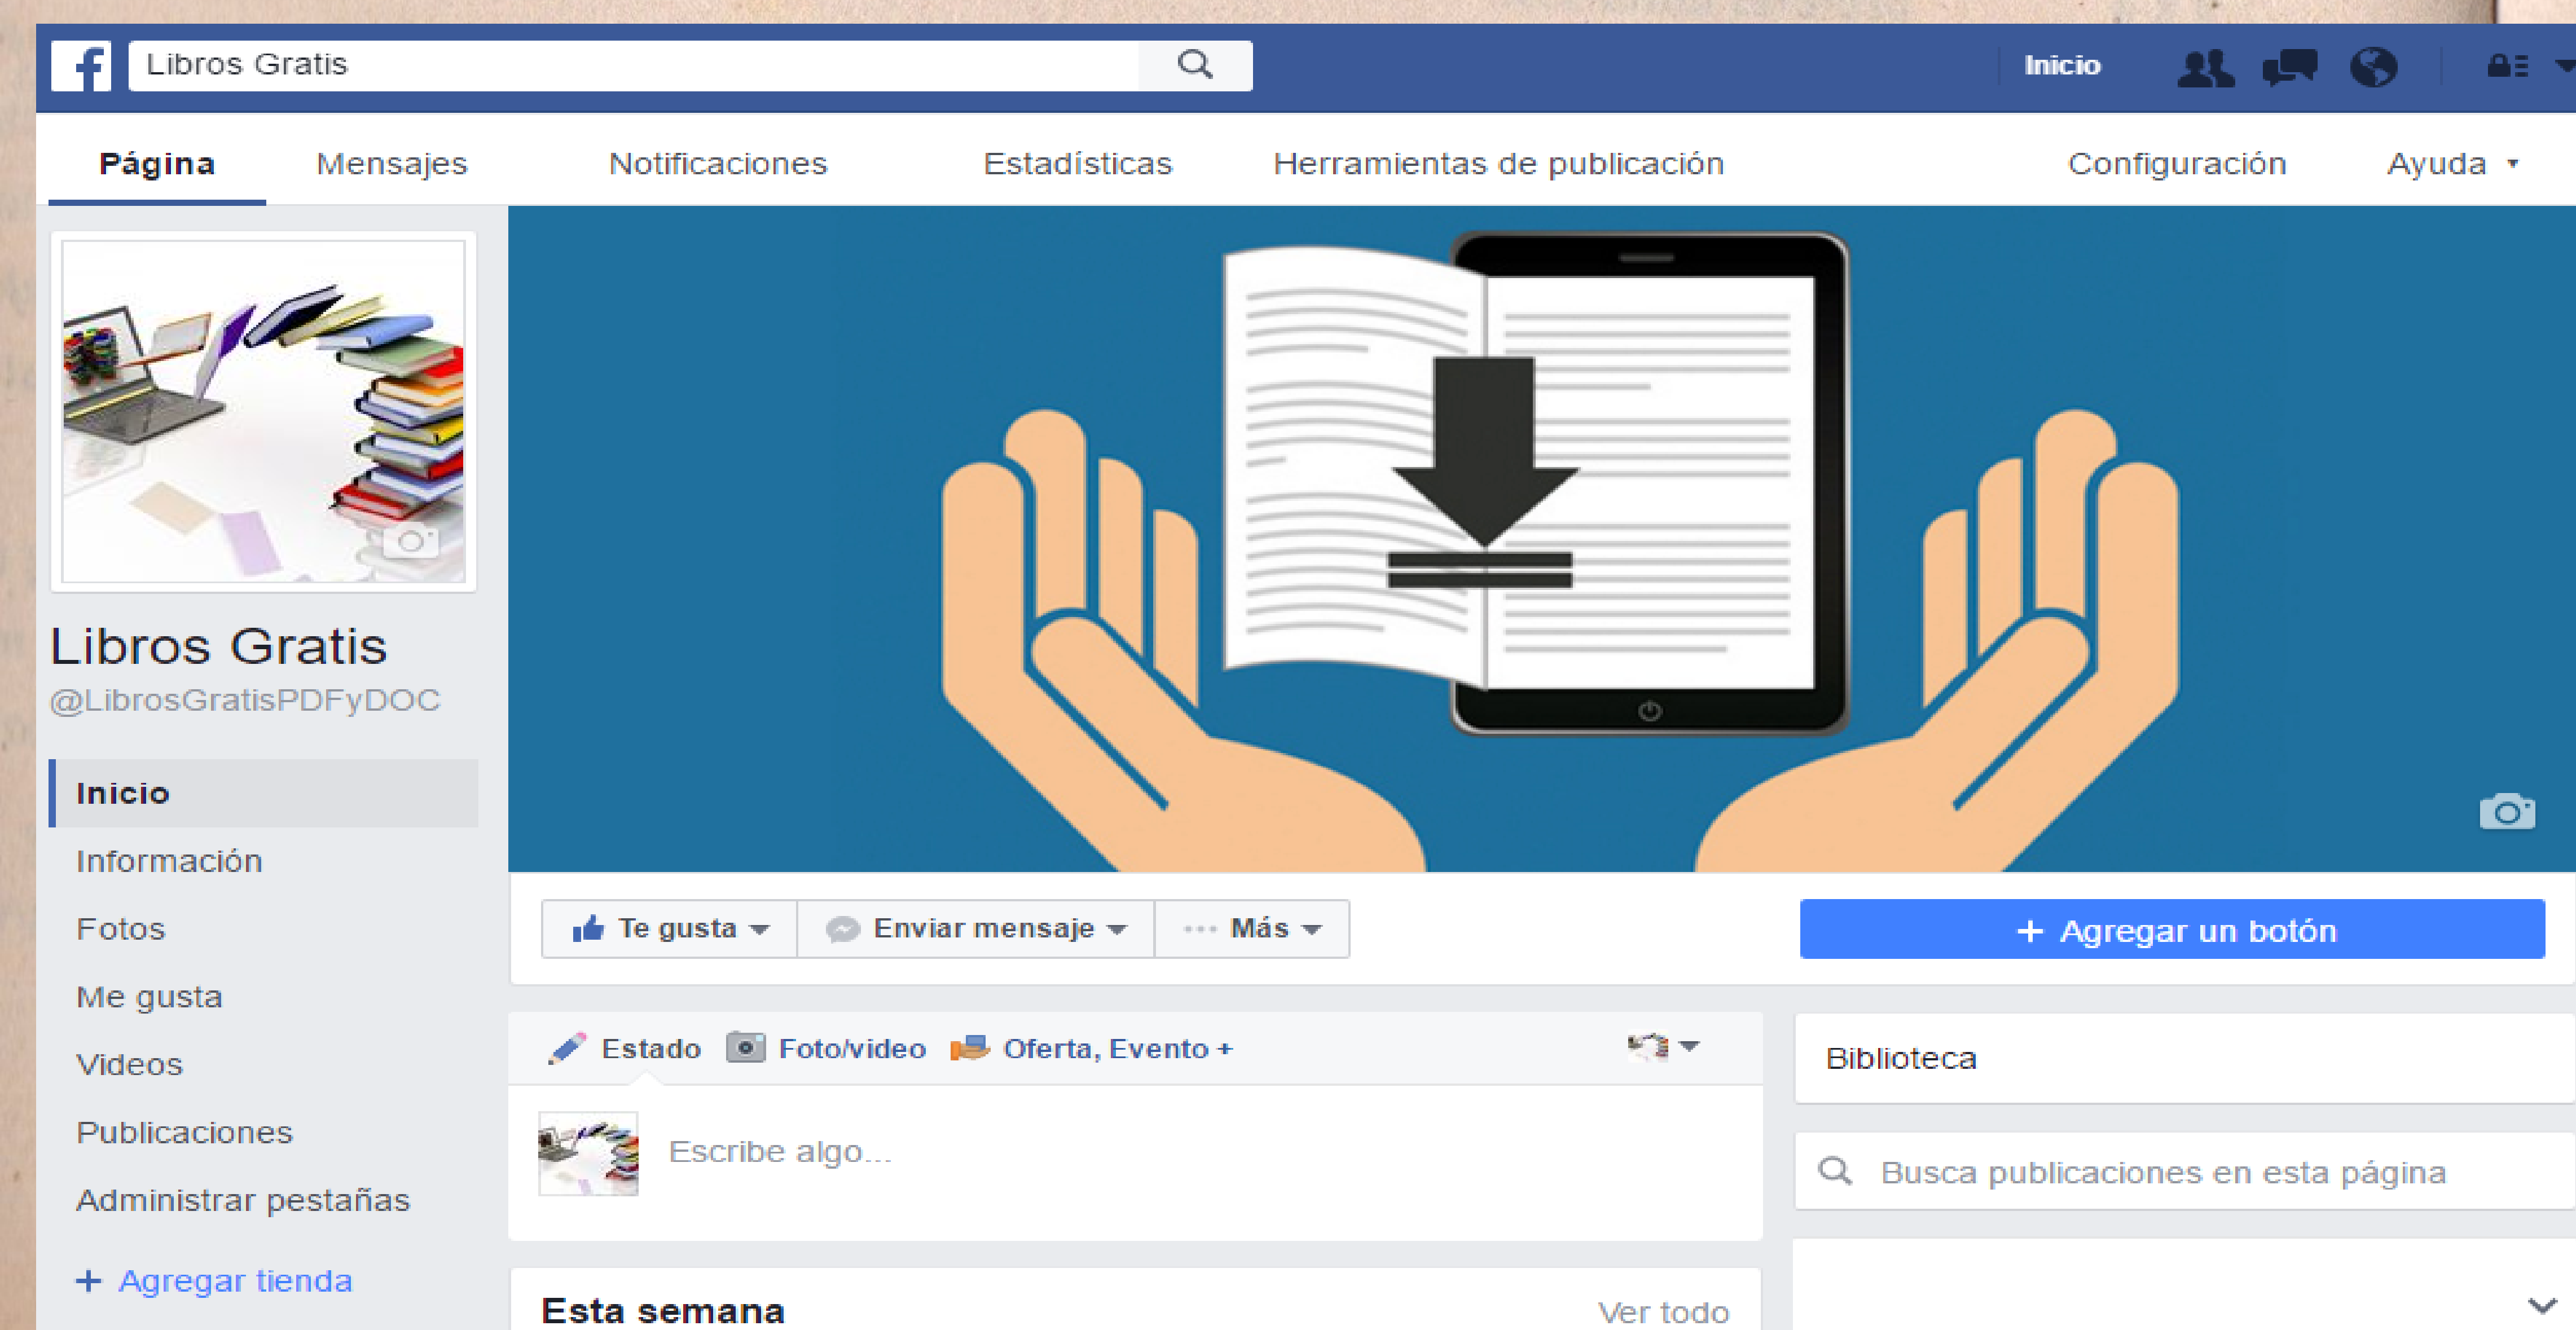 Libros Gratis
Inicio
Página Mensajes Notificaciones Estadísticas Herramientas de publicación Configuración Ayuda
Libros Gratis
@LibrosGratisPDFyDOC
Inicio
Información
Fotos
Me gusta
Videos
Publicaciones
Administrar pestañas
+ Agregar tienda
Te gusta Enviar mensaje ··· Más
+ Agregar un botón
Estado Foto/video Oferta, Evento +
Escribe algo...
Biblioteca
Busca publicaciones en esta página
Esta semana Ver todo